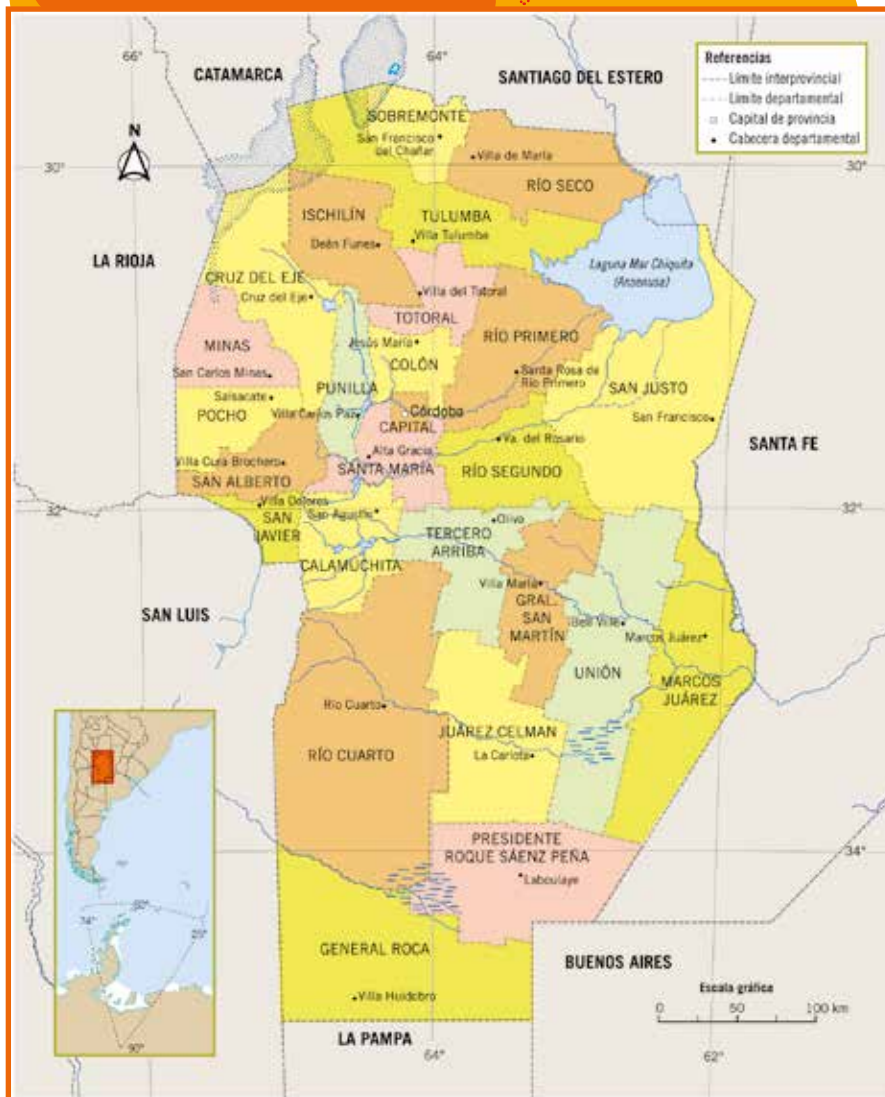 66°
64°
CATAMARCA
SANTIAGO DEL ESTERO
Referencias
Límite interprovincial
Límite departamental
Capital de provincia
Cabecera departamental
N
30°
30°
SOBREMONTE
San Francisco
del Chañar
Villa de María
RÍO SECO
ISCHILÍN
TULUMBA
Deán Funes
Villa Tulumba
LA RIOJA
Laguna Mar Chiquita
(Ansenuza)
CRUZ DEL EJE
Cruz del Eje
Villa del Totoral
TOTORAL
RÍO PRIMERO
MINAS
Jesús María
COLÓN
San Carlos Minas
PUNILLA
Santa Rosa de
Río Primero
SAN JUSTO
Salsacate
POCHO
Villa Carlos Paz
Córdoba
CAPITAL
San Francisco
Va. del Rosario
SANTA FE
Alta Gracia
Villa Cura Brochero
SANTA MARÍA
RÍO SEGUNDO
SAN ALBERTO
32°
32°
Villa Dolores
San Agustín
Oliva
SAN
JAVIER
TERCERO
ARRIBA
CALAMUCHITA
Villa María
GRAL.
SAN
MARTÍN
SAN LUIS
Bell Ville
Marcos Juárez
UNIÓN
MARCOS
JUÁREZ
Río Cuarto
JUÁREZ CELMAN
RÍO CUARTO
La Carlota
PRESIDENTE
ROQUE SÁENZ PEÑA
34°
34°
Laboulaye
GENERAL ROCA
BUENOS AIRES
Villa Huidobro
Escala gráfica
0 50 100 km
LA PAMPA
64°
62°
74°
25°
90°